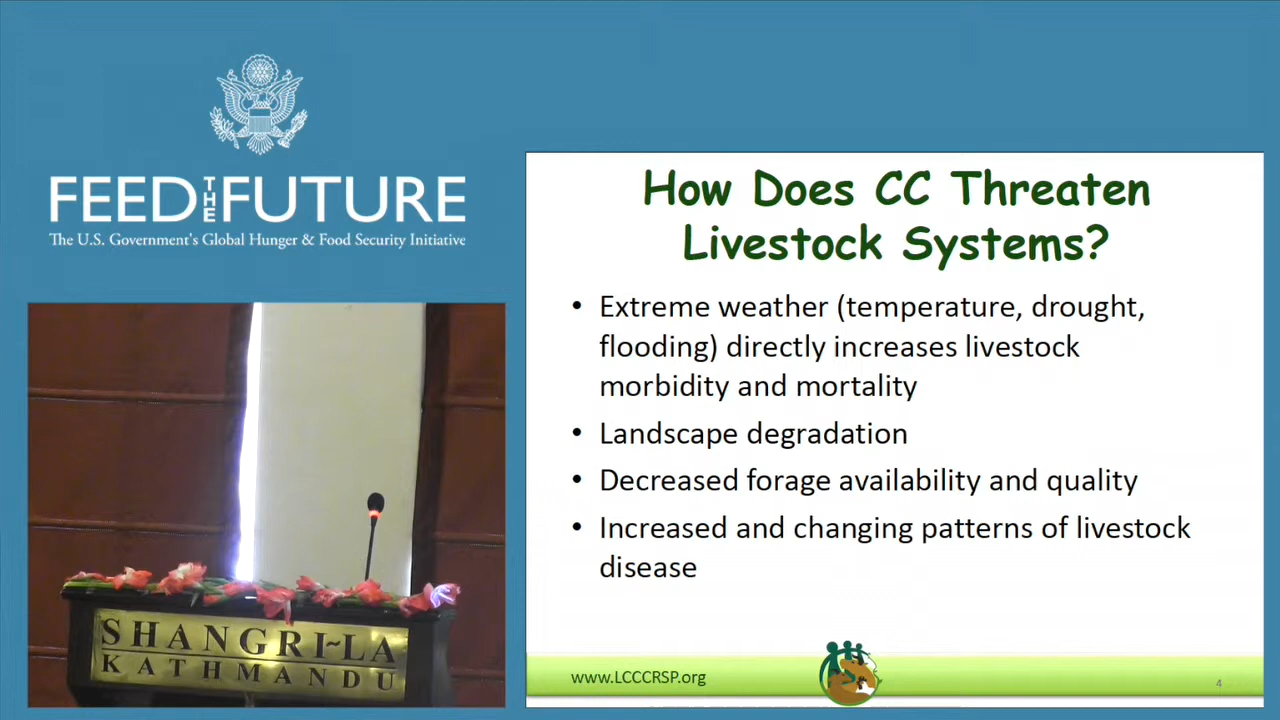 FEED THE FUTURE
The U.S. Government's Global Hunger & Food Security Initiative
How Does CC Threaten
Livestock Systems?
• Extreme weather (temperature, drought,
flooding) directly increases livestock
morbidity and mortality
• Landscape degradation
• Decreased forage availability and quality
• Increased and changing patterns of livestock
disease
SHANGRI~LA
KATHMANDU
www.LCCCRSP.org
4